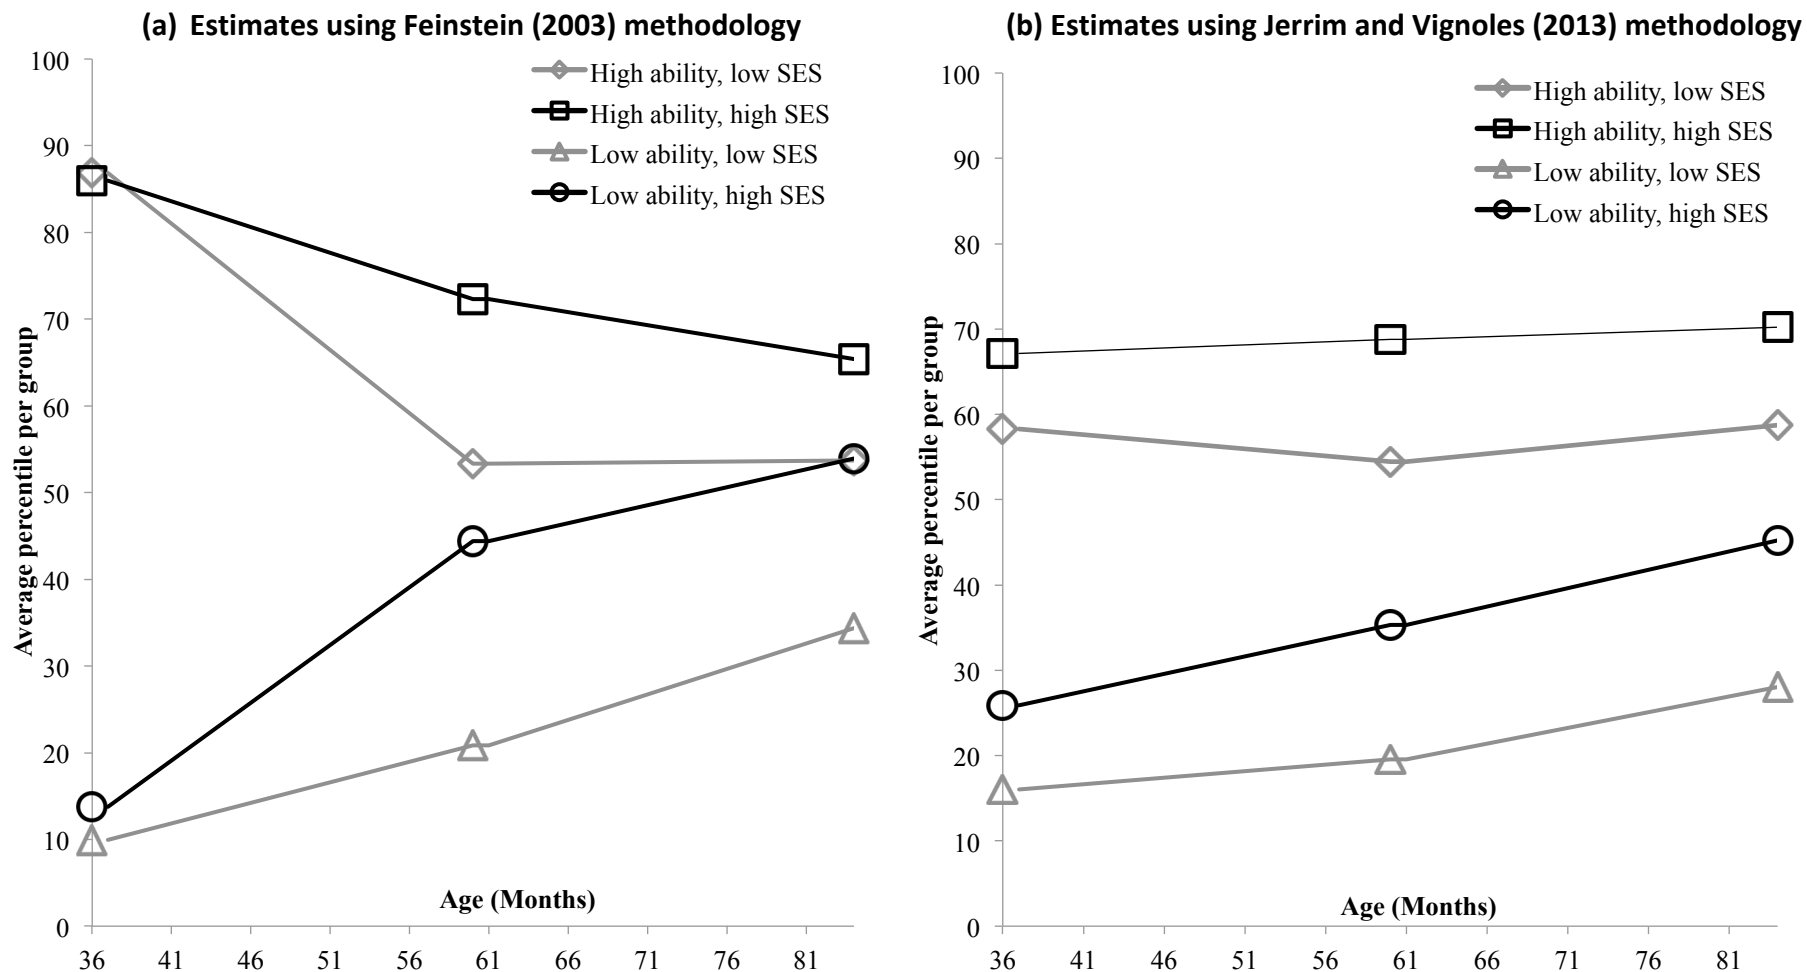 (a) Estimates using Feinstein (2003) methodology
High ability, low SES
High ability, high SES
Low ability, low SES
Low ability, high SES
Average percentile per group
100
90
80
70
60
50
40
30
20
10
0
Age (Months)
36 41 46 51 56 61 66 71 76 81
(b) Estimates using Jerrim and Vignoles (2013) methodology
High ability, low SES
High ability, high SES
Low ability, low SES
Low ability, high SES
Average percentile per group
100
90
80
70
60
50
40
30
20
10
0
Age (Months)
36 41 46 51 56 61 66 71 76 81